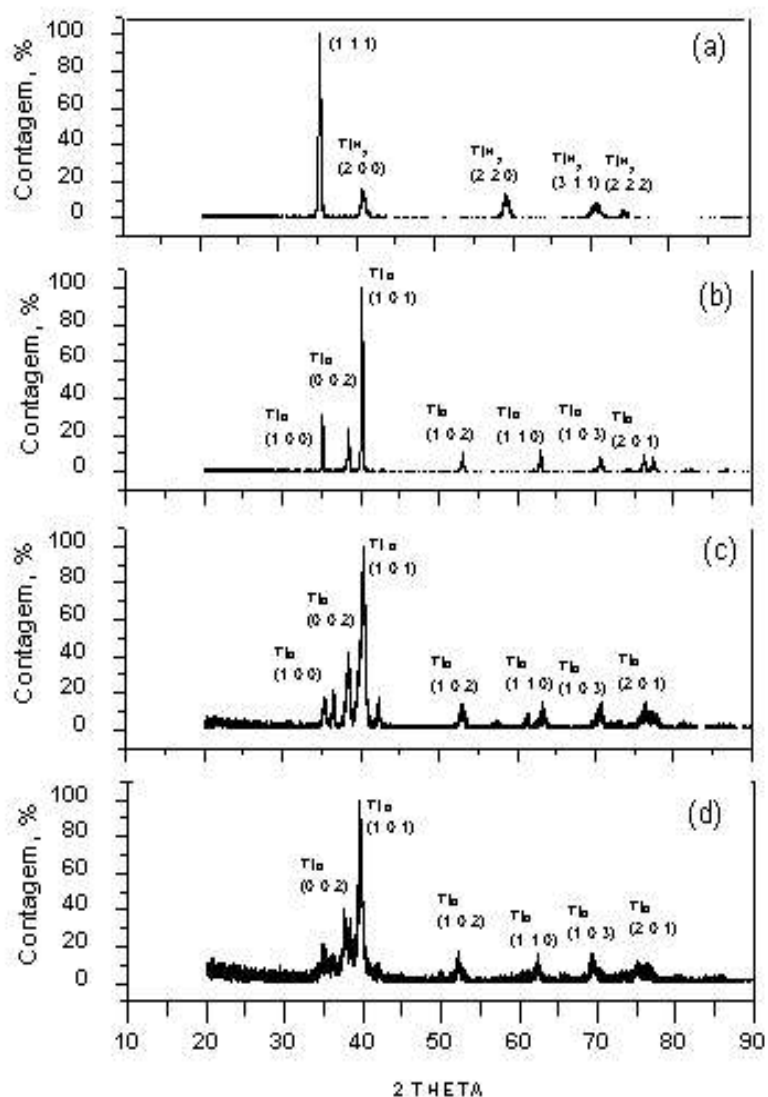 Contagem, %
100
80
60
40
20
0
(a)
(1 1 1)
TiH2
(2 0 0)
TiH2
(2 2 0)
TiH2
(3 1 1)
TiH2
(2 2 2)
Contagem, %
100
80
60
40
20
0
(b)
Tiα
(1 0 1)
Tiα
(0 0 2)
Tiα
(1 0 0)
Tiα
(1 0 2)
Tiα
(1 1 0)
Tiα
(1 0 3)
Tiα
(2 0 1)
Contagem, %
100
80
60
40
20
0
(c)
Tiα
(1 0 1)
Tiα
(0 0 2)
Tiα
(1 0 0)
Tiα
(1 0 2)
Tiα
(1 1 0)
Tiα
(1 0 3)
Tiα
(2 0 1)
Contagem, %
100
80
60
40
20
0
(d)
Tiα
(1 0 1)
Tiα
(0 0 2)
Tiα
(1 0 2)
Tiα
(1 1 0)
Tiα
(1 0 3)
Tiα
(2 0 1)
10 20 30 40 50 60 70 80 90
2 THETA